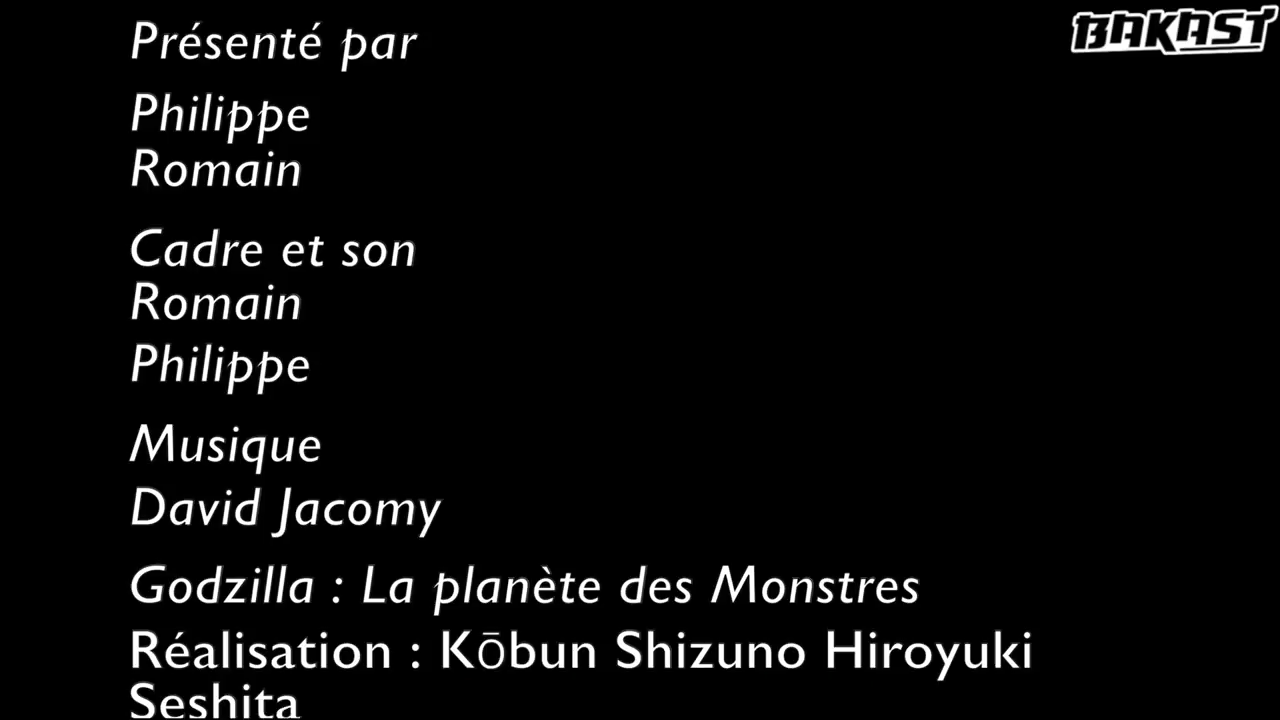 BAKAST
Présenté par
Philippe
Romain
Cadre et son
Romain
Philippe
Musique
David Jacomy
Godzilla : La planète des Monstres
Réalisation : Kōbun Shizuno Hiroyuki
Seshita